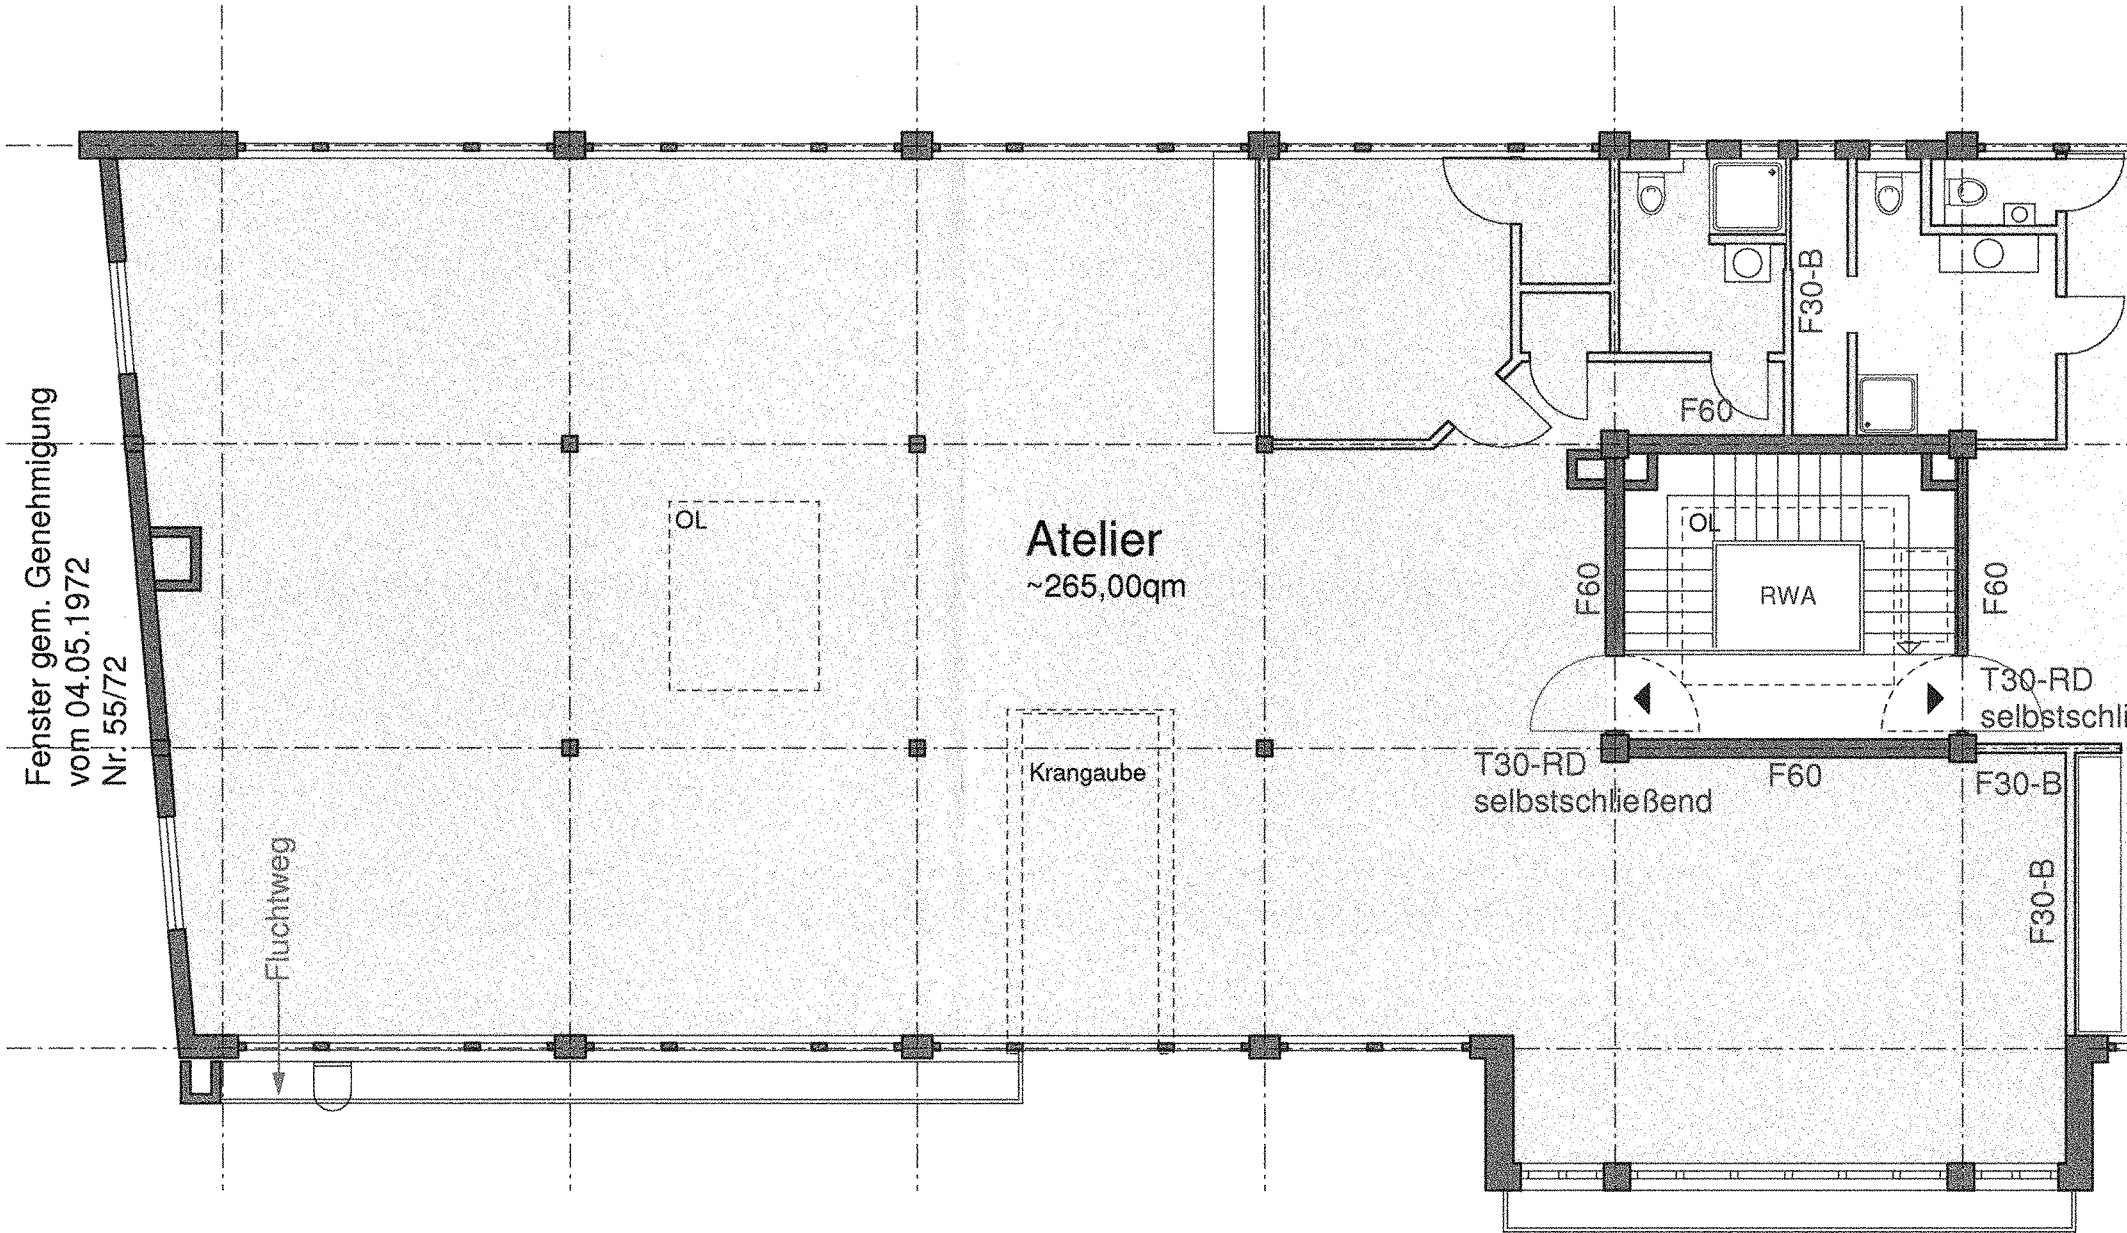 Fenster gem. Genehmigung
vom 04.05.1972
Nr. 55/72
Fluchtweg
OL
Atelier
~265,00qm
Krangaube
F30-B
F60
OL
RWA
F60
F60
T30-RD
selbstschli
T30-RD
selbstschließend
F60
F30-B
F30-B